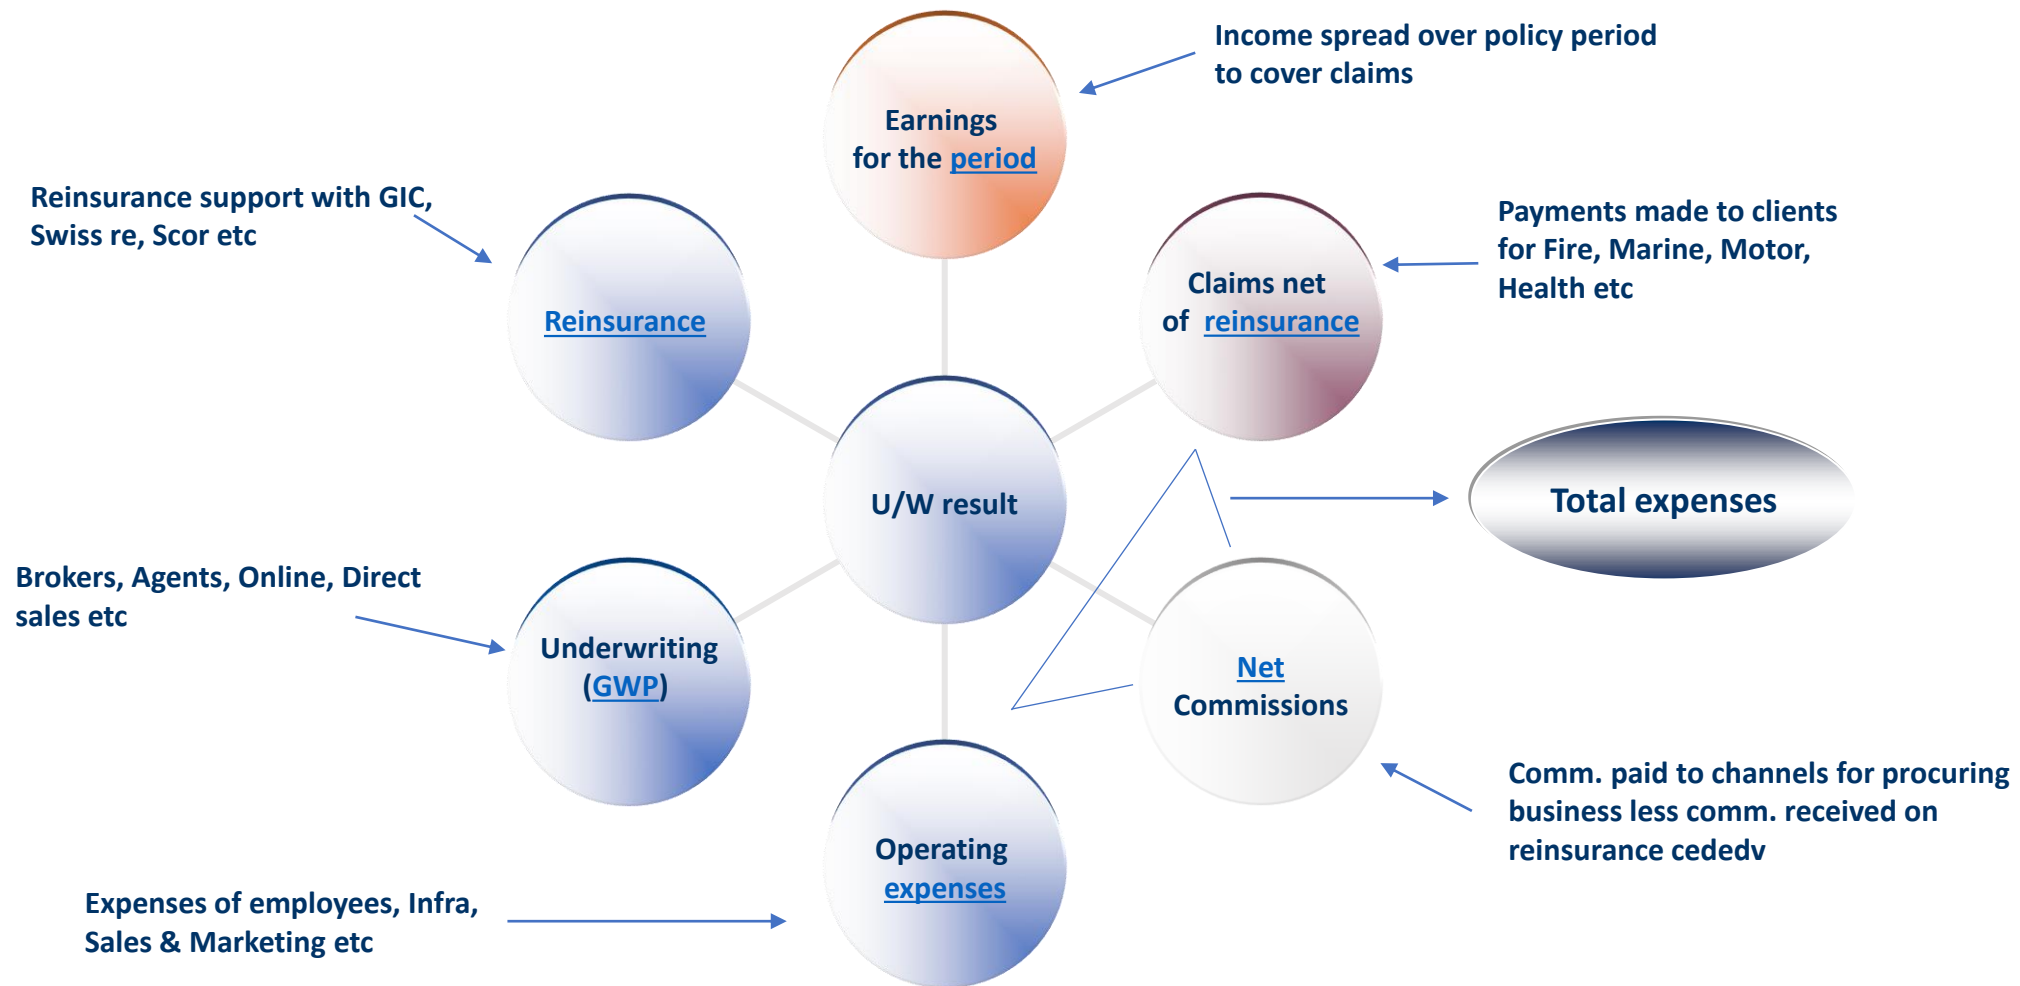 Income spread over policy period
to cover claims
Earnings
for the period
Reinsurance support with GIC,
Swiss re, Scor etc
Reinsurance
Payments made to clients
for Fire, Marine, Motor,
Health etc
Claims net
of reinsurance
U/W result
Total expenses
Brokers, Agents, Online, Direct
sales etc
Underwriting
(GWP)
Net
Commissions
Comm. paid to channels for procuring
business less comm. received on
reinsurance cededv
Operating
expenses
Expenses of employees, Infra,
Sales & Marketing etc